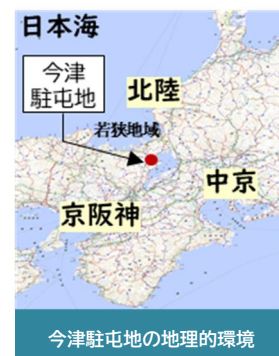 日本海
今津
駐屯地
北陸
若狭地域
中京
京阪神
今津駐屯地の地理的環境